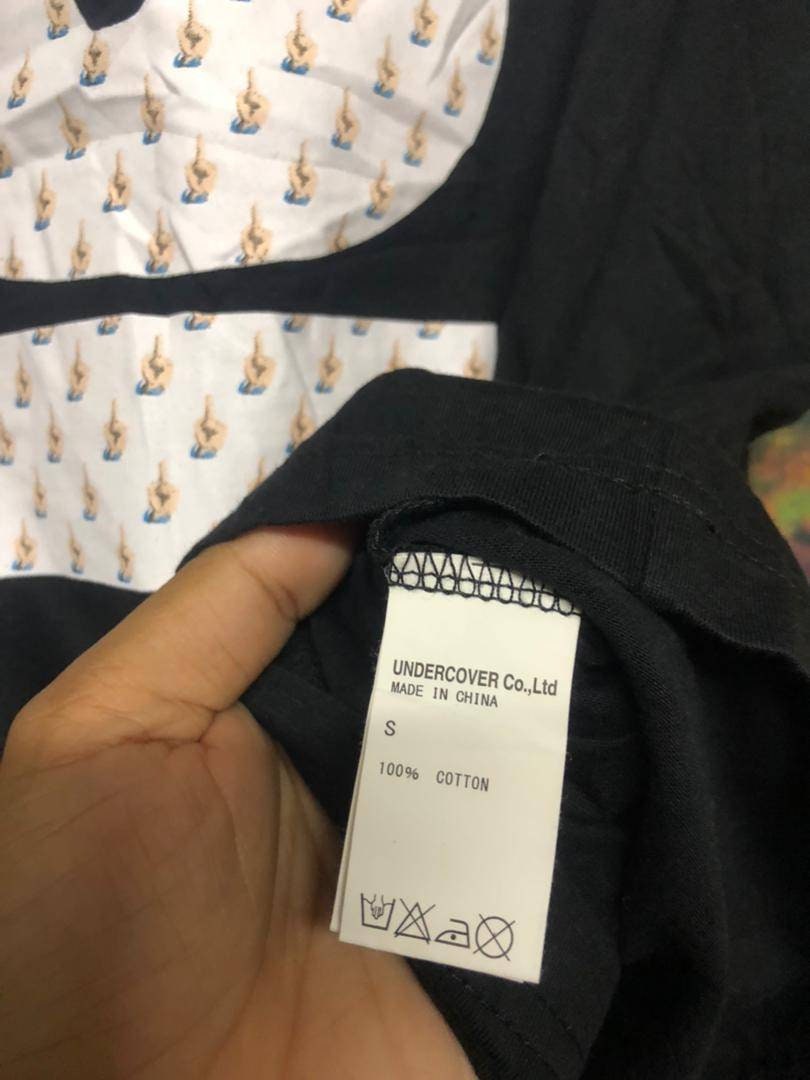 UNDERCOVER Co.,Ltd
MADE IN CHINA
S
100% COTTON